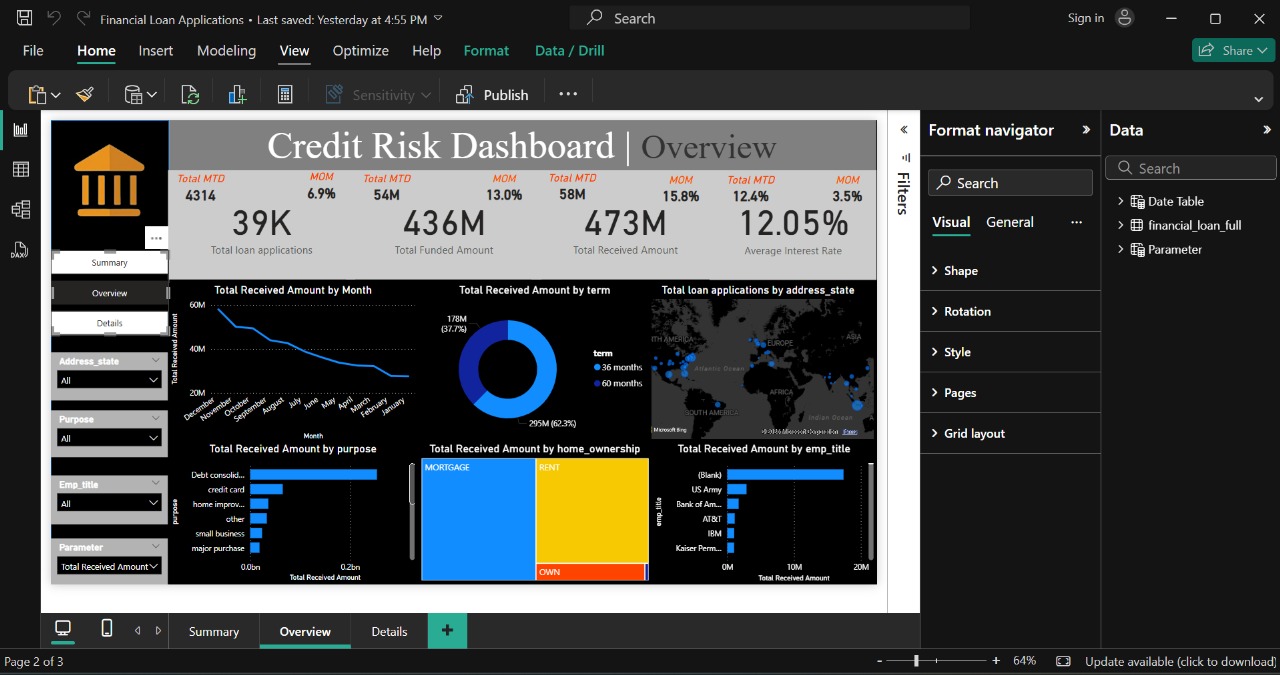 Financial Loan Applications • Last saved: Yesterday at 4:55 PM
Search
Sign in
File Home Insert Modeling View Optimize Help Format Data / Drill
Share
Sensitivity
Publish
Credit Risk Dashboard | Overview
Total MTD MOM Total MTD MOM Total MTD MOM Total MTD MOM
4314 6.9% 54M 13.0% 58M 15.8% 12.4% 3.5%
39K 436M 473M 12.05%
Total loan applications Total Funded Amount Total Received Amount Average Interest Rate
Summary
Overview
Details
Address_state
All
Purpose
All
Emp_title
All
Parameter
Total Received Amount
Total Received Amount by Month
Total Received Amount
60M
40M
20M
December November October September August July June May April March February January
Month
Total Received Amount by term
178M
(37.7%)
295M (62.3%)
term
36 months
60 months
Total loan applications by address_state
EUROPE
ASIA
Atlantic Ocean
AFRICA
SOUTH AMERICA
Indian Ocean
Microsoft Bing
Total Received Amount by purpose
purpose
Debt consolid...
credit card
home improv...
other
small business
major purchase
0.0bn 0.2bn
Total Received Amount
Total Received Amount by home_ownership
MORTGAGE RENT
OWN
Total Received Amount by emp_title
emp_title
(Blank)
US Army
Bank of Am...
AT&T
IBM
Kaiser Perm...
0M 10M 20M
Total Received Amount
Filters
Format navigator
Search
Visual General
Shape
Rotation
Style
Pages
Grid layout
Data
Search
Date Table
financial_loan_full
Parameter
Summary Overview Details
Page 2 of 3
64%
Update available (click to download)